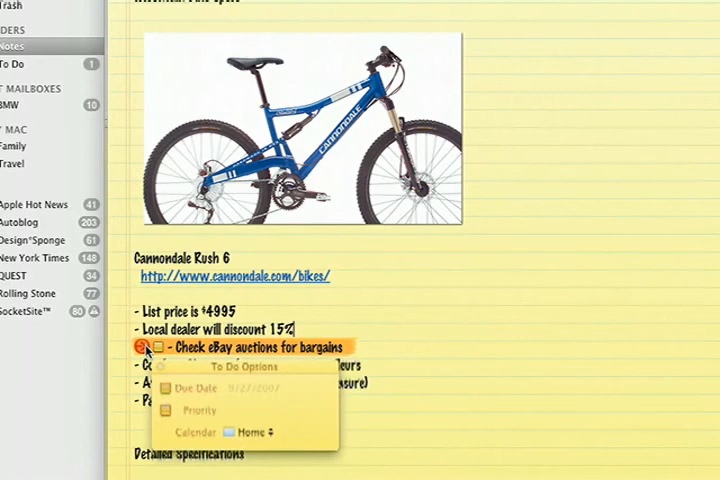 Trash
Notes
To Do 1
MAILBOXES
BMW 10
MAC
Family
Travel
Apple Hot News 41
Autoblog 203
Design*Sponge 61
New York Times 148
QUEST 34
Rolling Stone 77
SocketSite™ 80
CANNONDALE
Cannondale Rush 6
http://www.cannondale.com/bikes/
- List price is $4995
- Local dealer will discount 15%
- Check eBay auctions for bargains
To Do Options
Due Date 9/27/2007
Priority
Calendar Home
Detailed Specifications